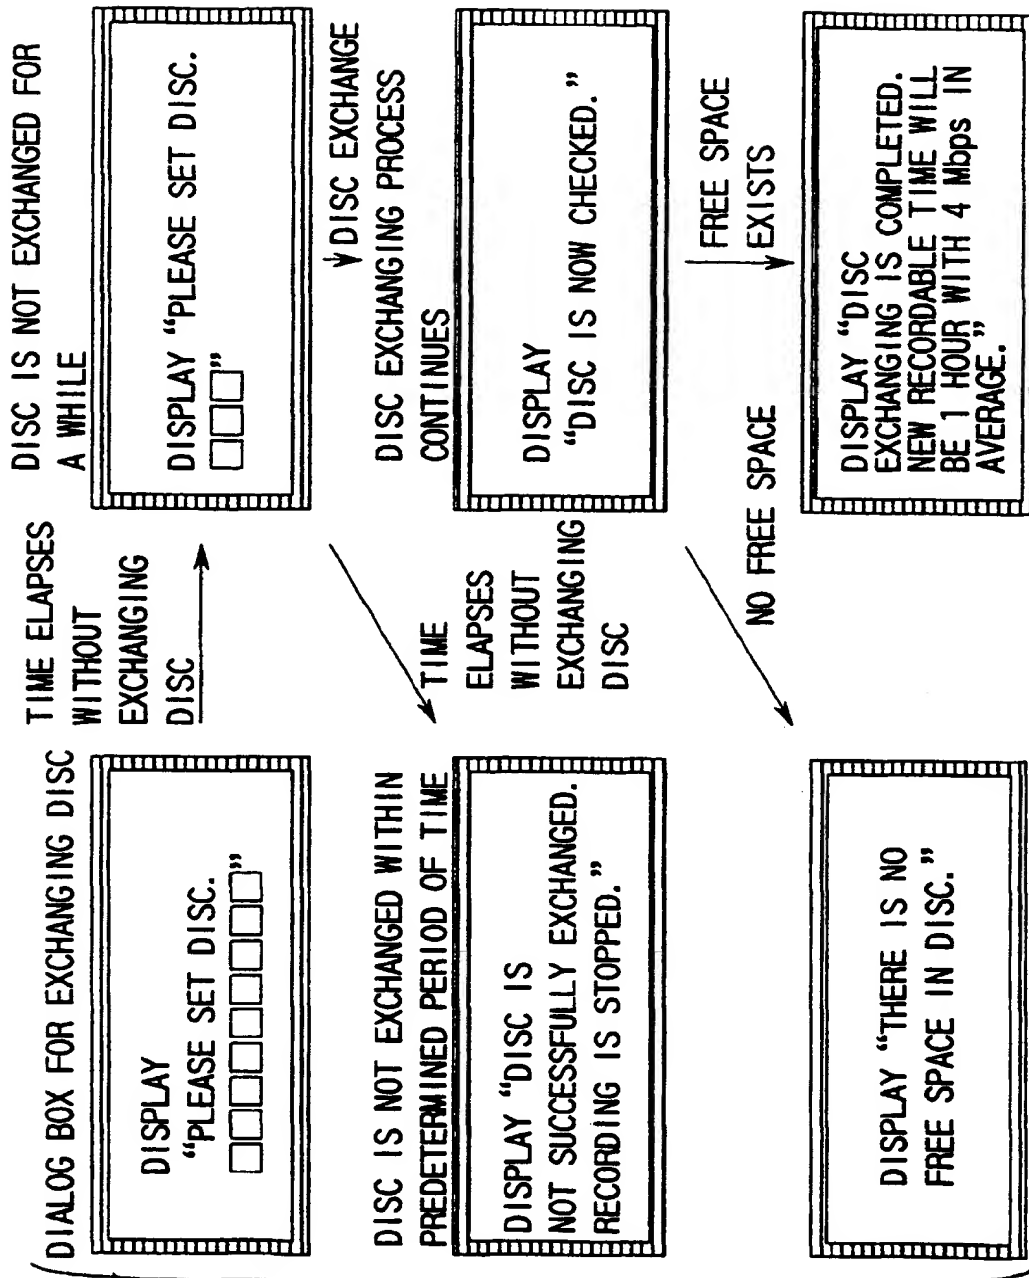 DIALOG BOX FOR EXCHANGING DISC
DISPLAY
“PLEASE SET DISC.
”
TIME ELAPSES
WITHOUT
EXCHANGING
DISC
DISC IS NOT EXCHANGED FOR
A WHILE
DISPLAY “PLEASE SET DISC.
”
DISC EXCHANGE
DISC IS NOT EXCHANGED WITHIN
PREDETERMINED PERIOD OF TIME
DISPLAY “DISC IS
NOT SUCCESSFULLY EXCHANGED.
RECORDING IS STOPPED.”
TIME
ELAPSES
WITHOUT
EXCHANGING
DISC
DISC EXCHANGING PROCESS
CONTINUES
DISPLAY
“DISC IS NOW CHECKED.”
NO FREE SPACE
FREE SPACE
EXISTS
DISPLAY “THERE IS NO
FREE SPACE IN DISC.”
DISPLAY “DISC
EXCHANGING IS COMPLETED.
NEW RECORDABLE TIME WILL
BE 1 HOUR WITH 4 Mbps IN
AVERAGE.”